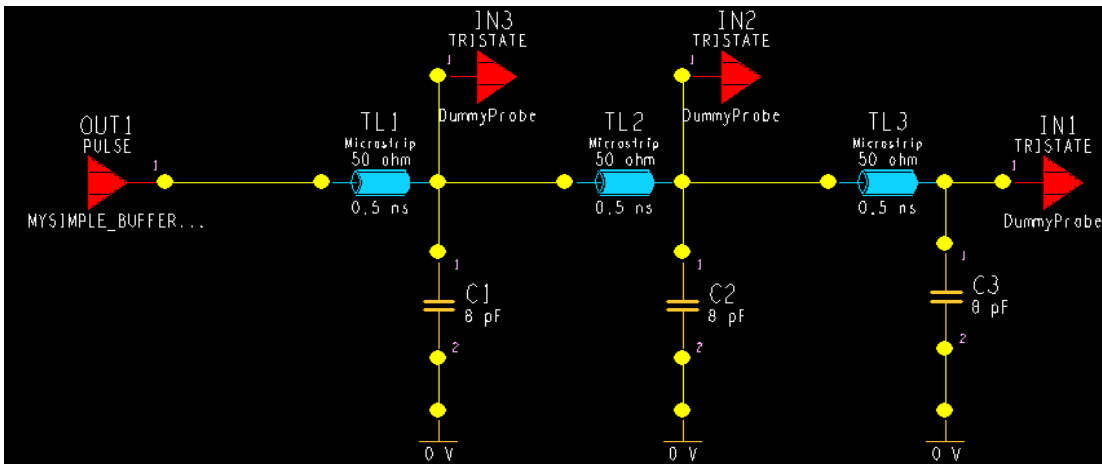 IN3
TRISTATE
1
DummyProbe
IN2
TRISTATE
1
DummyProbe
OUT1
PULSE
1
MYSIMPLE_BUFFER...
TL1
Microstrip
50 ohm
0.5 ns
TL2
Microstrip
50 ohm
0.5 ns
TL3
Microstrip
50 ohm
0.5 ns
IN1
TRISTATE
1
DummyProbe
1
C1
8 pF
2
0 V
1
C2
8 pF
2
0 V
1
C3
8 pF
2
0 V